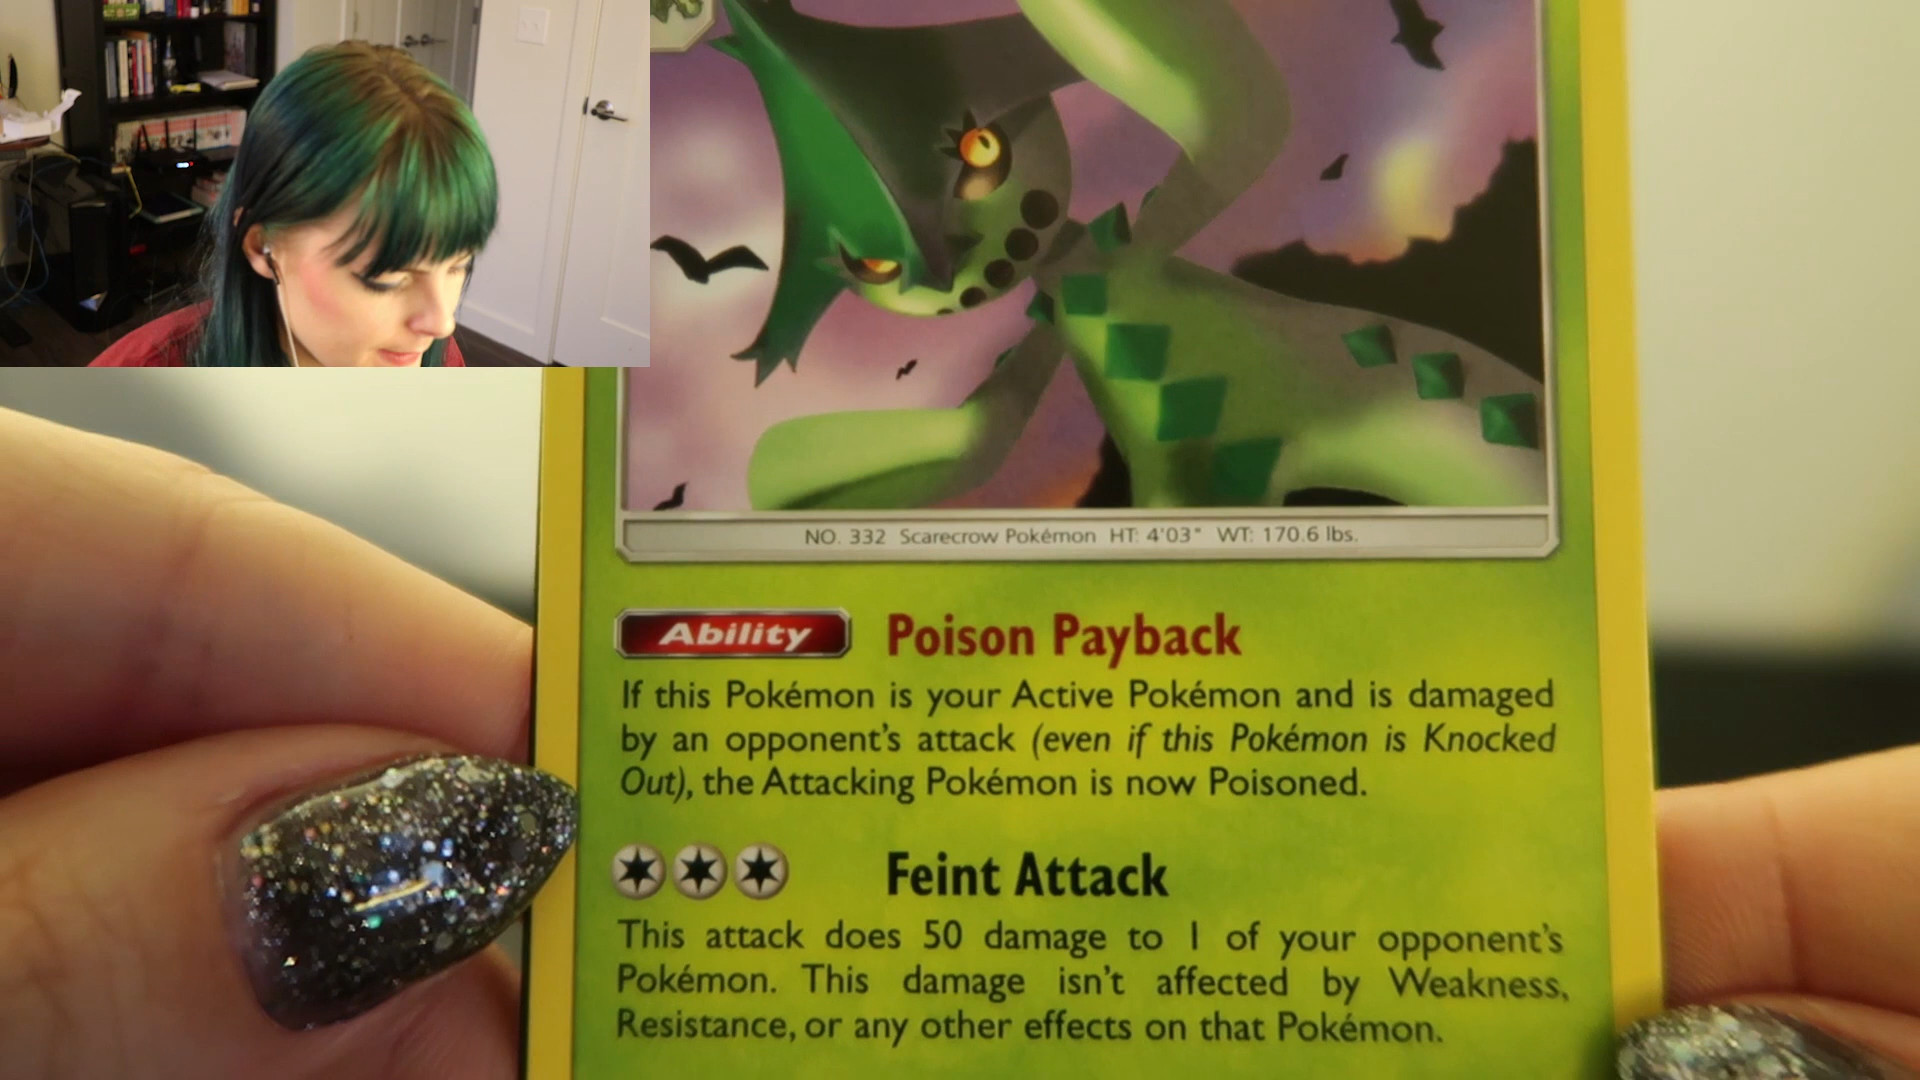 NO. 332 Scarecrow Pokémon HT: 4'03" WT: 170.6 lbs.
Ability Poison Payback
If this Pokémon is your Active Pokémon and is damaged
by an opponent's attack (even if this Pokémon is Knocked
Out), the Attacking Pokémon is now Poisoned.
Feint Attack
This attack does 50 damage to 1 of your opponent's
Pokémon. This damage isn't affected by Weakness,
Resistance, or any other effects on that Pokémon.